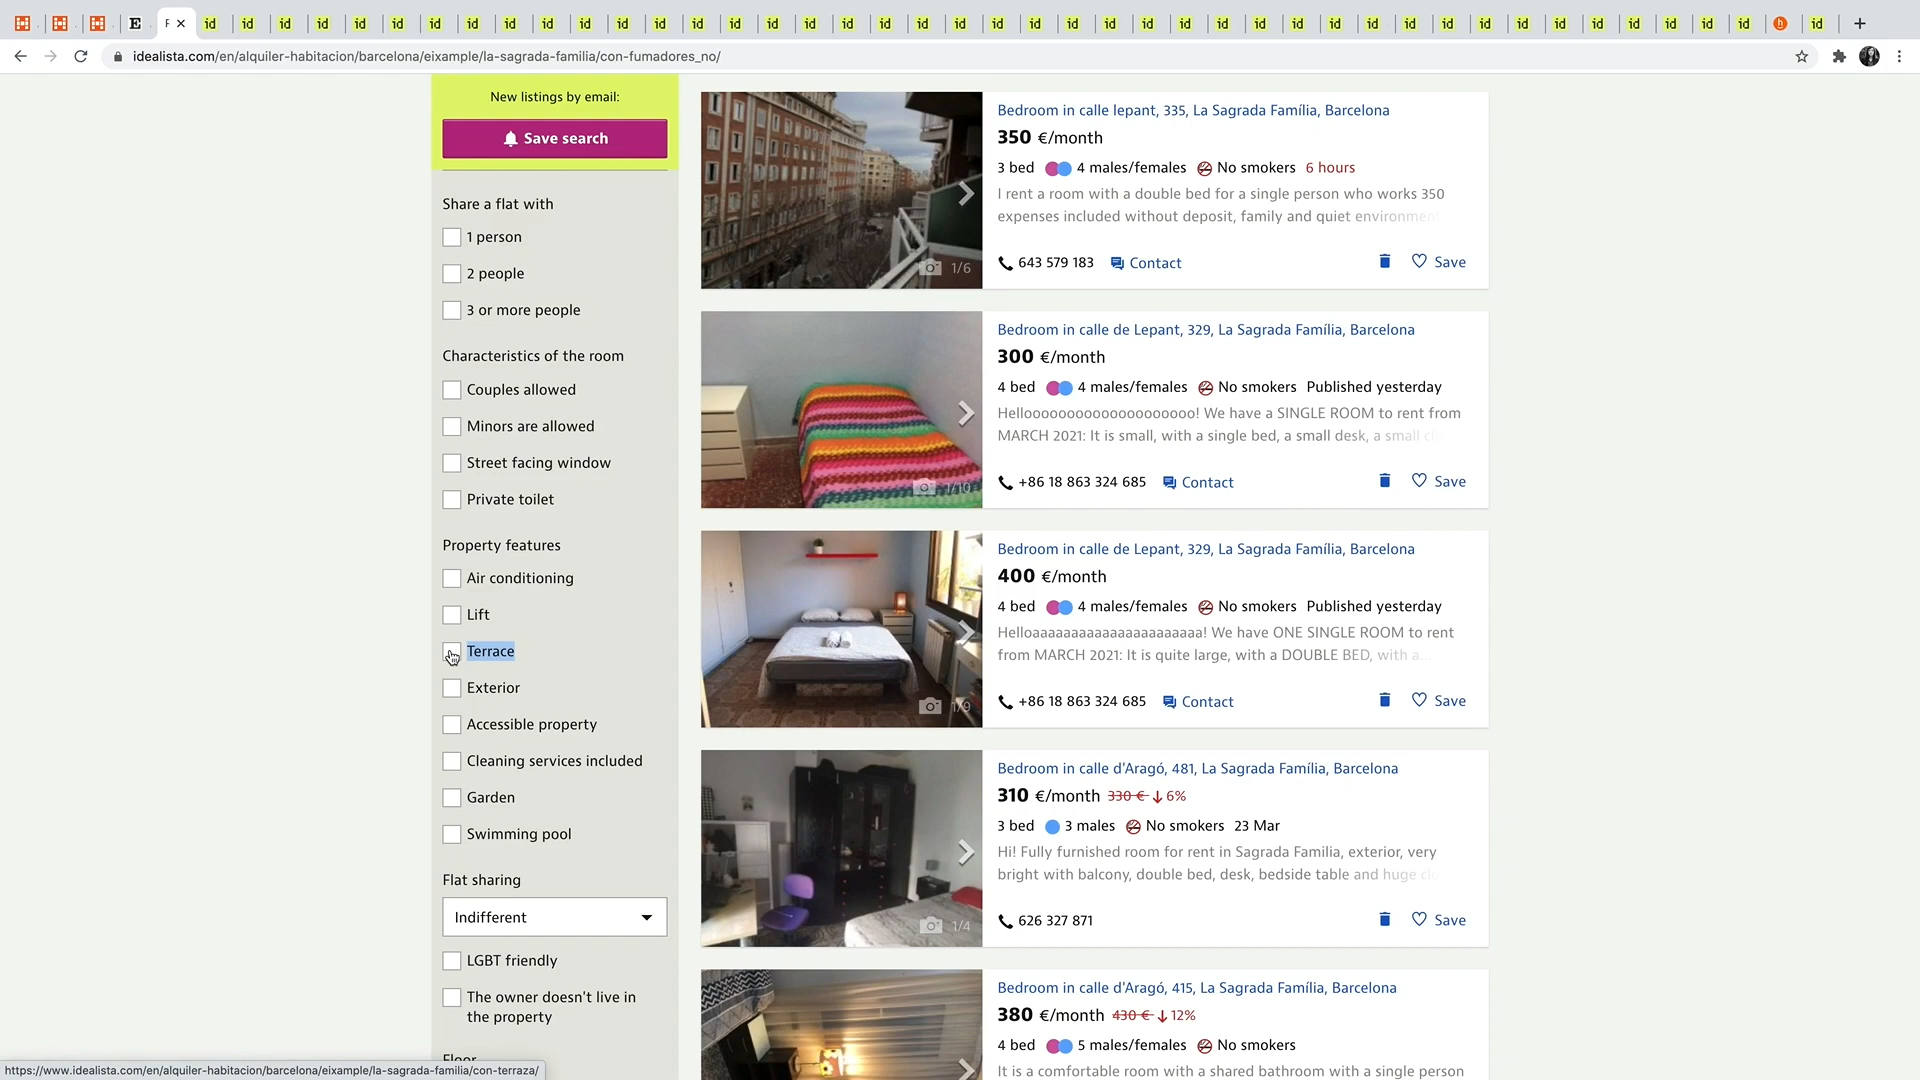 F
idealista.com/en/alquiler-habitacion/barcelona/eixample/la-sagrada-familia/con-fumadores_no/
New listings by email:
Save search
Share a flat with
1 person
2 people
3 or more people
Characteristics of the room
Couples allowed
Minors are allowed
Street facing window
Private toilet
Property features
Air conditioning
Lift
Terrace
Exterior
Accessible property
Cleaning services included
Garden
Swimming pool
Flat sharing
Indifferent
LGBT friendly
The owner doesn't live in
the property
Floor
https://www.idealista.com/en/alquiler-habitacion/barcelona/eixample/la-sagrada-familia/con-terraza/
Bedroom in calle lepant, 335, La Sagrada Família, Barcelona
350 €/month
3 bed 4 males/females No smokers 6 hours
I rent a room with a double bed for a single person who works 350
expenses included without deposit, family and quiet environment
1/6
643 579 183 Contact Save
Bedroom in calle de Lepant, 329, La Sagrada Família, Barcelona
300 €/month
4 bed 4 males/females No smokers Published yesterday
Helloooooooooooooooooooo! We have a SINGLE ROOM to rent from
MARCH 2021: It is small, with a single bed, a small desk, a small
1/10
+86 18 863 324 685 Contact Save
Bedroom in calle de Lepant, 329, La Sagrada Família, Barcelona
400 €/month
4 bed 4 males/females No smokers Published yesterday
Helloaaaaaaaaaaaaaaaaaaaaaa! We have ONE SINGLE ROOM to rent
from MARCH 2021: It is quite large, with a DOUBLE BED, with a...
1/9
+86 18 863 324 685 Contact Save
Bedroom in calle d'Aragó, 481, La Sagrada Família, Barcelona
310 €/month 330 € 6%
3 bed 3 males No smokers 23 Mar
Hi! Fully furnished room for rent in Sagrada Familia, exterior, very
bright with balcony, double bed, desk, bedside table and huge
1/4
626 327 871 Save
Bedroom in calle d'Aragó, 415, La Sagrada Família, Barcelona
380 €/month 430 € 12%
4 bed 5 males/females No smokers
It is a comfortable room with a shared bathroom with a single person